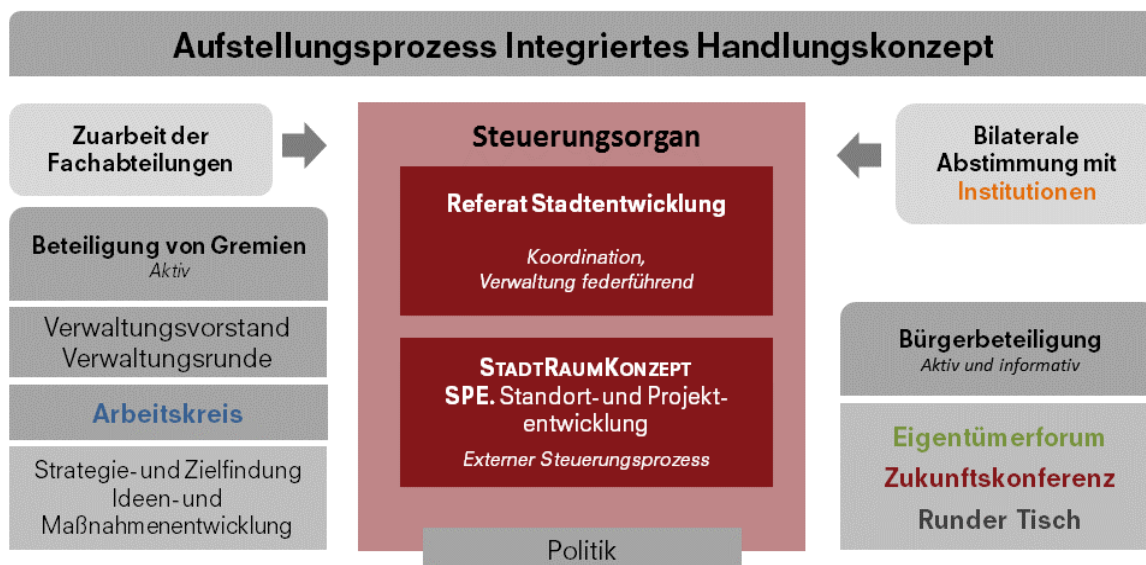 Aufstellungsprozess Integriertes Handlungskonzept
Zuarbeit der
Fachabteilungen
Beteiligung von Gremien
Aktiv
Verwaltungsvorstand
Verwaltungsrunde
Arbeitskreis
Strategie- und Zielfindung
Ideen- und
Maßnahmenentwicklung
Steuerungsorgan
Referat Stadtentwicklung
Koordination,
Verwaltung federführend
STADTRAUMKONZEPT
SPE. Standort- und Projekt-
entwicklung
Externer Steuerungsprozess
Politik
Bilaterale
Abstimmung mit
Institutionen
Bürgerbeteiligung
Aktiv und informativ
Eigentümerforum
Zukunftskonferenz
Runder Tisch